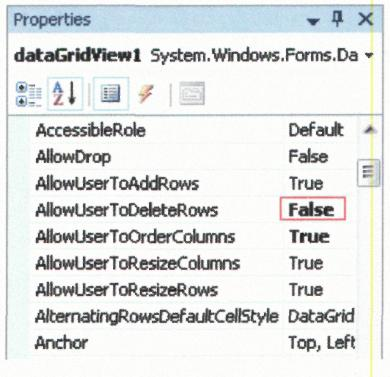 Properties
dataGridView1 System.Windows.Forms.Da
AccessibleRole Default
AllowDrop False
AllowUserToAddRows True
AllowUserToDeleteRows False
AllowUserToOrderColumns True
AllowUserToResizeColumns True
AllowUserToResizeRows True
AlternatingRowsDefaultCellStyle DataGrid
Anchor Top, Left